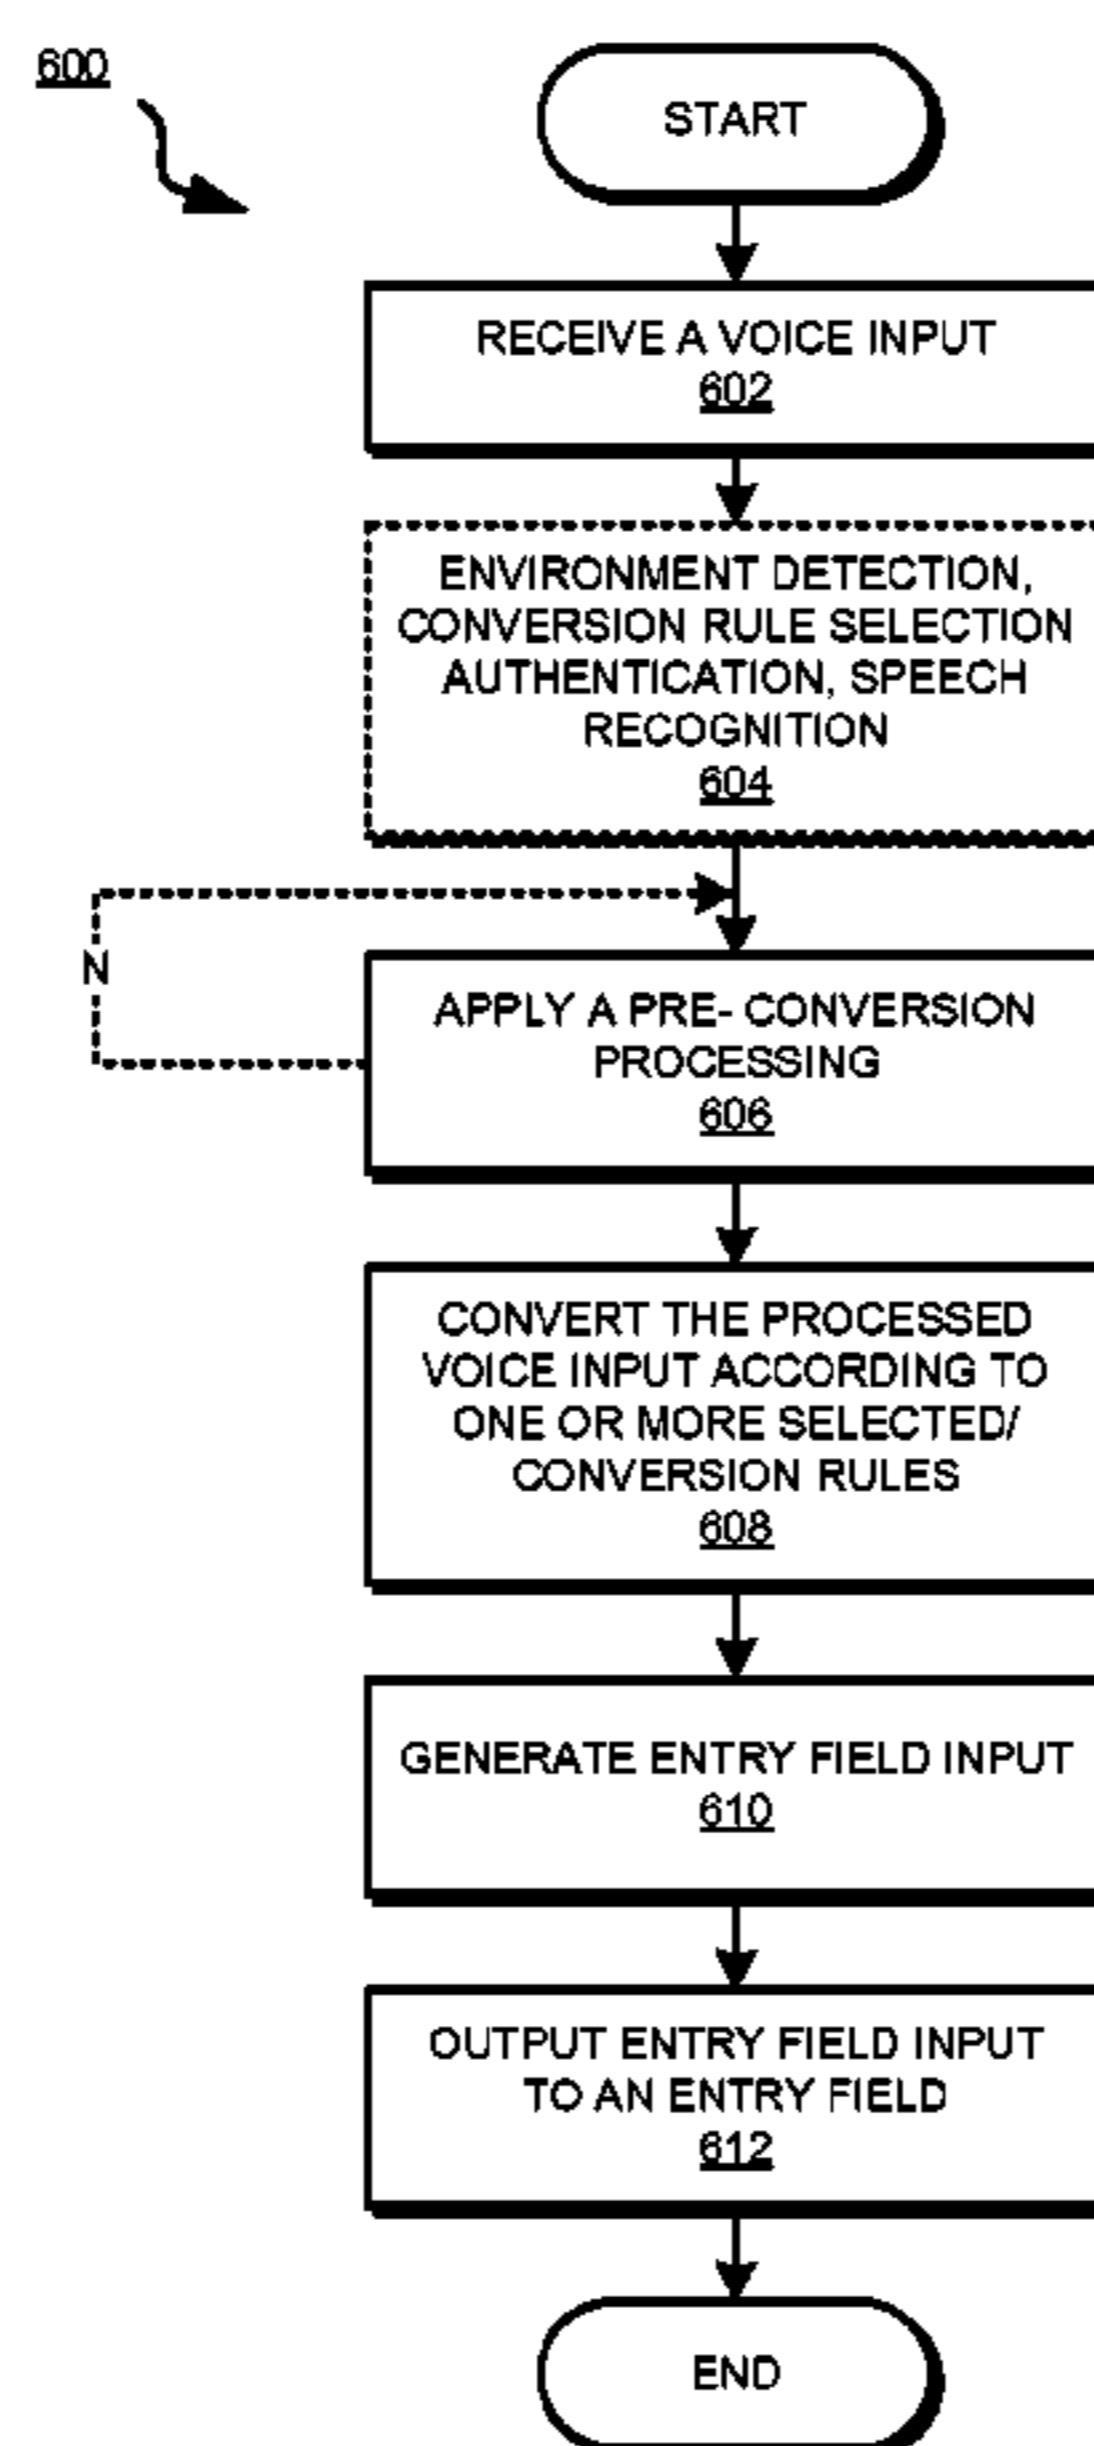 600
START
RECEIVE A VOICE INPUT
602
ENVIRONMENT DETECTION,
CONVERSION RULE SELECTION
AUTHENTICATION, SPEECH
RECOGNITION
604
N
APPLY A PRE- CONVERSION
PROCESSING
606
CONVERT THE PROCESSED
VOICE INPUT ACCORDING TO
ONE OR MORE SELECTED/
CONVERSION RULES
608
GENERATE ENTRY FIELD INPUT
610
OUTPUT ENTRY FIELD INPUT
TO AN ENTRY FIELD
612
END